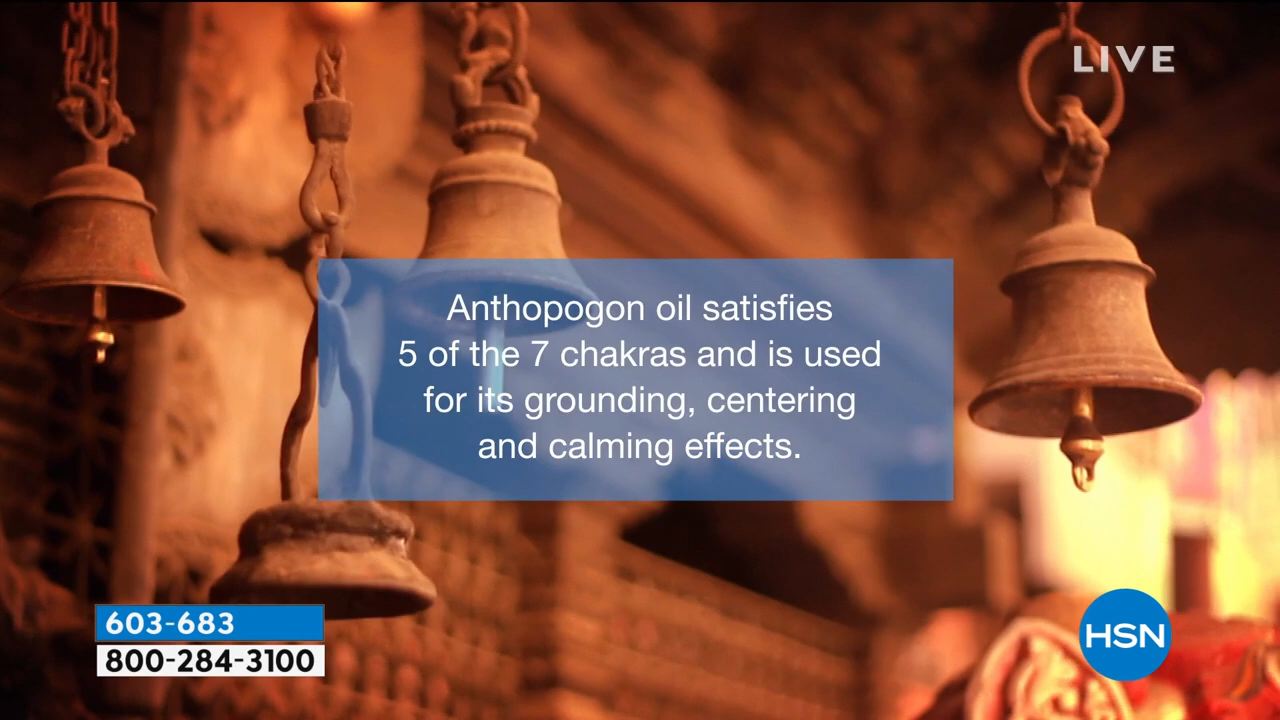 LIVE
Anthopogon oil satisfies
5 of the 7 chakras and is used
for its grounding, centering
and calming effects.
603-683
800-284-3100
HSN